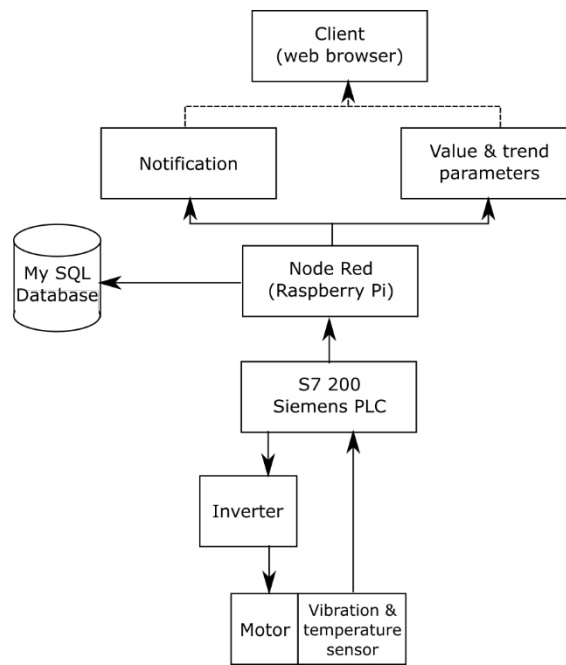 Client
(web browser)
Notification
Value & trend
parameters
My SQL
Database
Node Red
(Raspberry Pi)
S7 200
Siemens PLC
Inverter
Motor
Vibration &
temperature
sensor